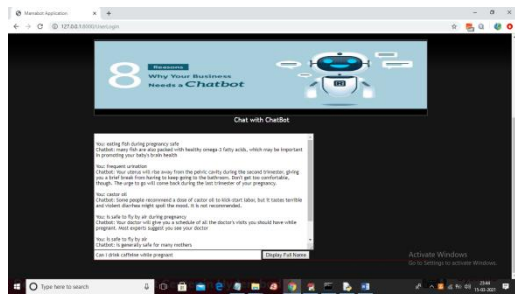 Mamabot Application
127.0.0.1:8000/UserLogin
8
Reasons
Why Your Business
Needs a Chatbot
Chat with ChatBot
You: eating fish during pregnancy safe
Chatbot: many fish are also packed with healthy omega-3 fatty acids, which may be important
in promoting your baby's brain health
You: frequent urination
Chatbot: Your uterus will rise away from the pelvic cavity during the second trimester, giving
you a brief break from having to keep going to the bathroom. Don't get too comfortable,
though. The urge to go will come back during the last trimester of your pregnancy.
You: castor oil
Chatbot: Some people recommend a dose of castor oil to kick-start labor, but it tastes terrible
and violent diarrhea might spoil the mood. It is not recommended.
You: is safe to fly by air during pregnancy
Chatbot: Your doctor will give you a schedule of all the doctor's visits you should have while
pregnant. Most experts suggest you see your doctor
You: is safe to fly by air
Chatbot: is generally safe for many mothers
Can I drink caffeine while pregnant
Display Full Name
Activate Windows
Go to Settings to activate Windows.
Type here to search
23:44
15-03-2021